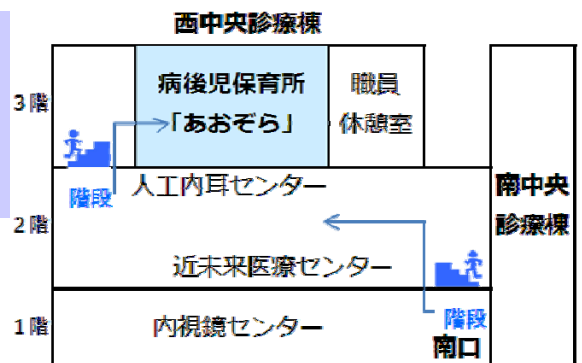 西中央診療棟
3階
病後児保育所
「あおぞら」
職員
休憩室
階段
人工内耳センター
2階
近未来医療センター
南中央
診療棟
1階
内視鏡センター
階段
南口